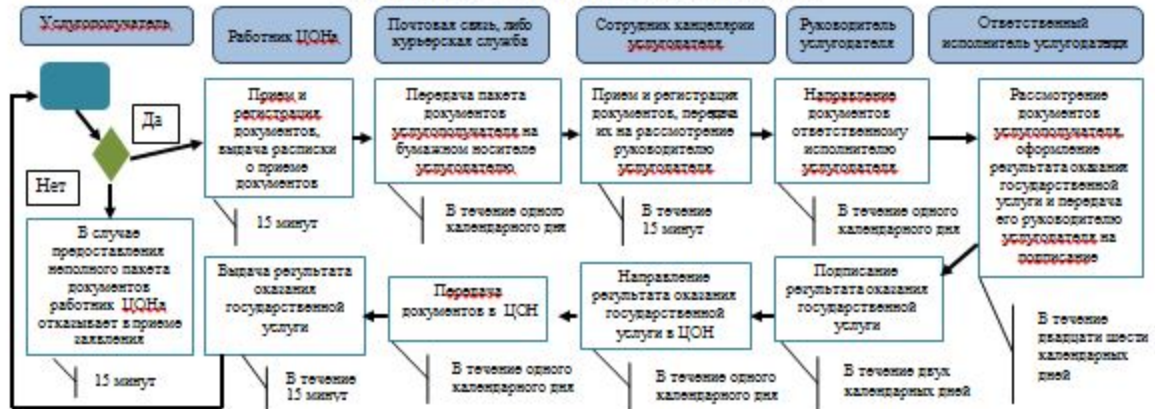 Услугополучатель
Работник ЦОНа
Почтовая связь, либо
курьерская служба
Сотрудник канцелярии
услугодателя
Руководитель
услугодателя
Ответственный
исполнитель услугодателя
Да
Нет
Прием и
регистрация
документов,
выдача расписки
о приеме
документов
15 минут
Передача пакета
документов
услугополучателя на
бумажном носителе
услугодателю
В течение одного
календарного дня
Прием и регистрация
документов, передача
их на рассмотрение
руководителю
услугодателя
В течение
15 минут
Направление
документов
ответственному
исполнителю
услугодателя
В течение одного
календарного дня
Рассмотрение
документов
услугополучателя,
оформление
результата оказания
государственной
услуги и передача
его руководителю
услугодателя на
подписание
В течение
двадцати шести
календарных
дней
В случае
предоставления
неполного пакета
документов
работник ЦОНа
отказывает в приеме
заявления
15 минут
Выдача результата
оказания
государственной
услуги
В течение
15 минут
Передача
документов в ЦОН
В течение одного
календарного дня
Направление
результата оказания
государственной
услуги в ЦОН
В течение одного
календарного дня
Подписание
результата оказания
государственной
услуги
В течение двух
календарных дней